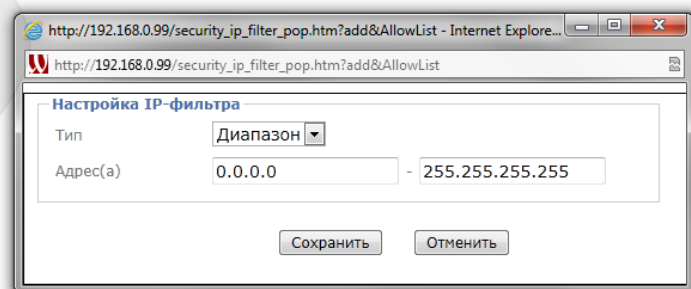 http://192.168.0.99/security_ip_filter_pop.htm?add&AllowList - Internet Explore...
http://192.168.0.99/security_ip_filter_pop.htm?add&AllowList
Настройка IP-фильтра
Тип Диапазон
Адрес(а) 0.0.0.0 - 255.255.255.255
Сохранить Отменить